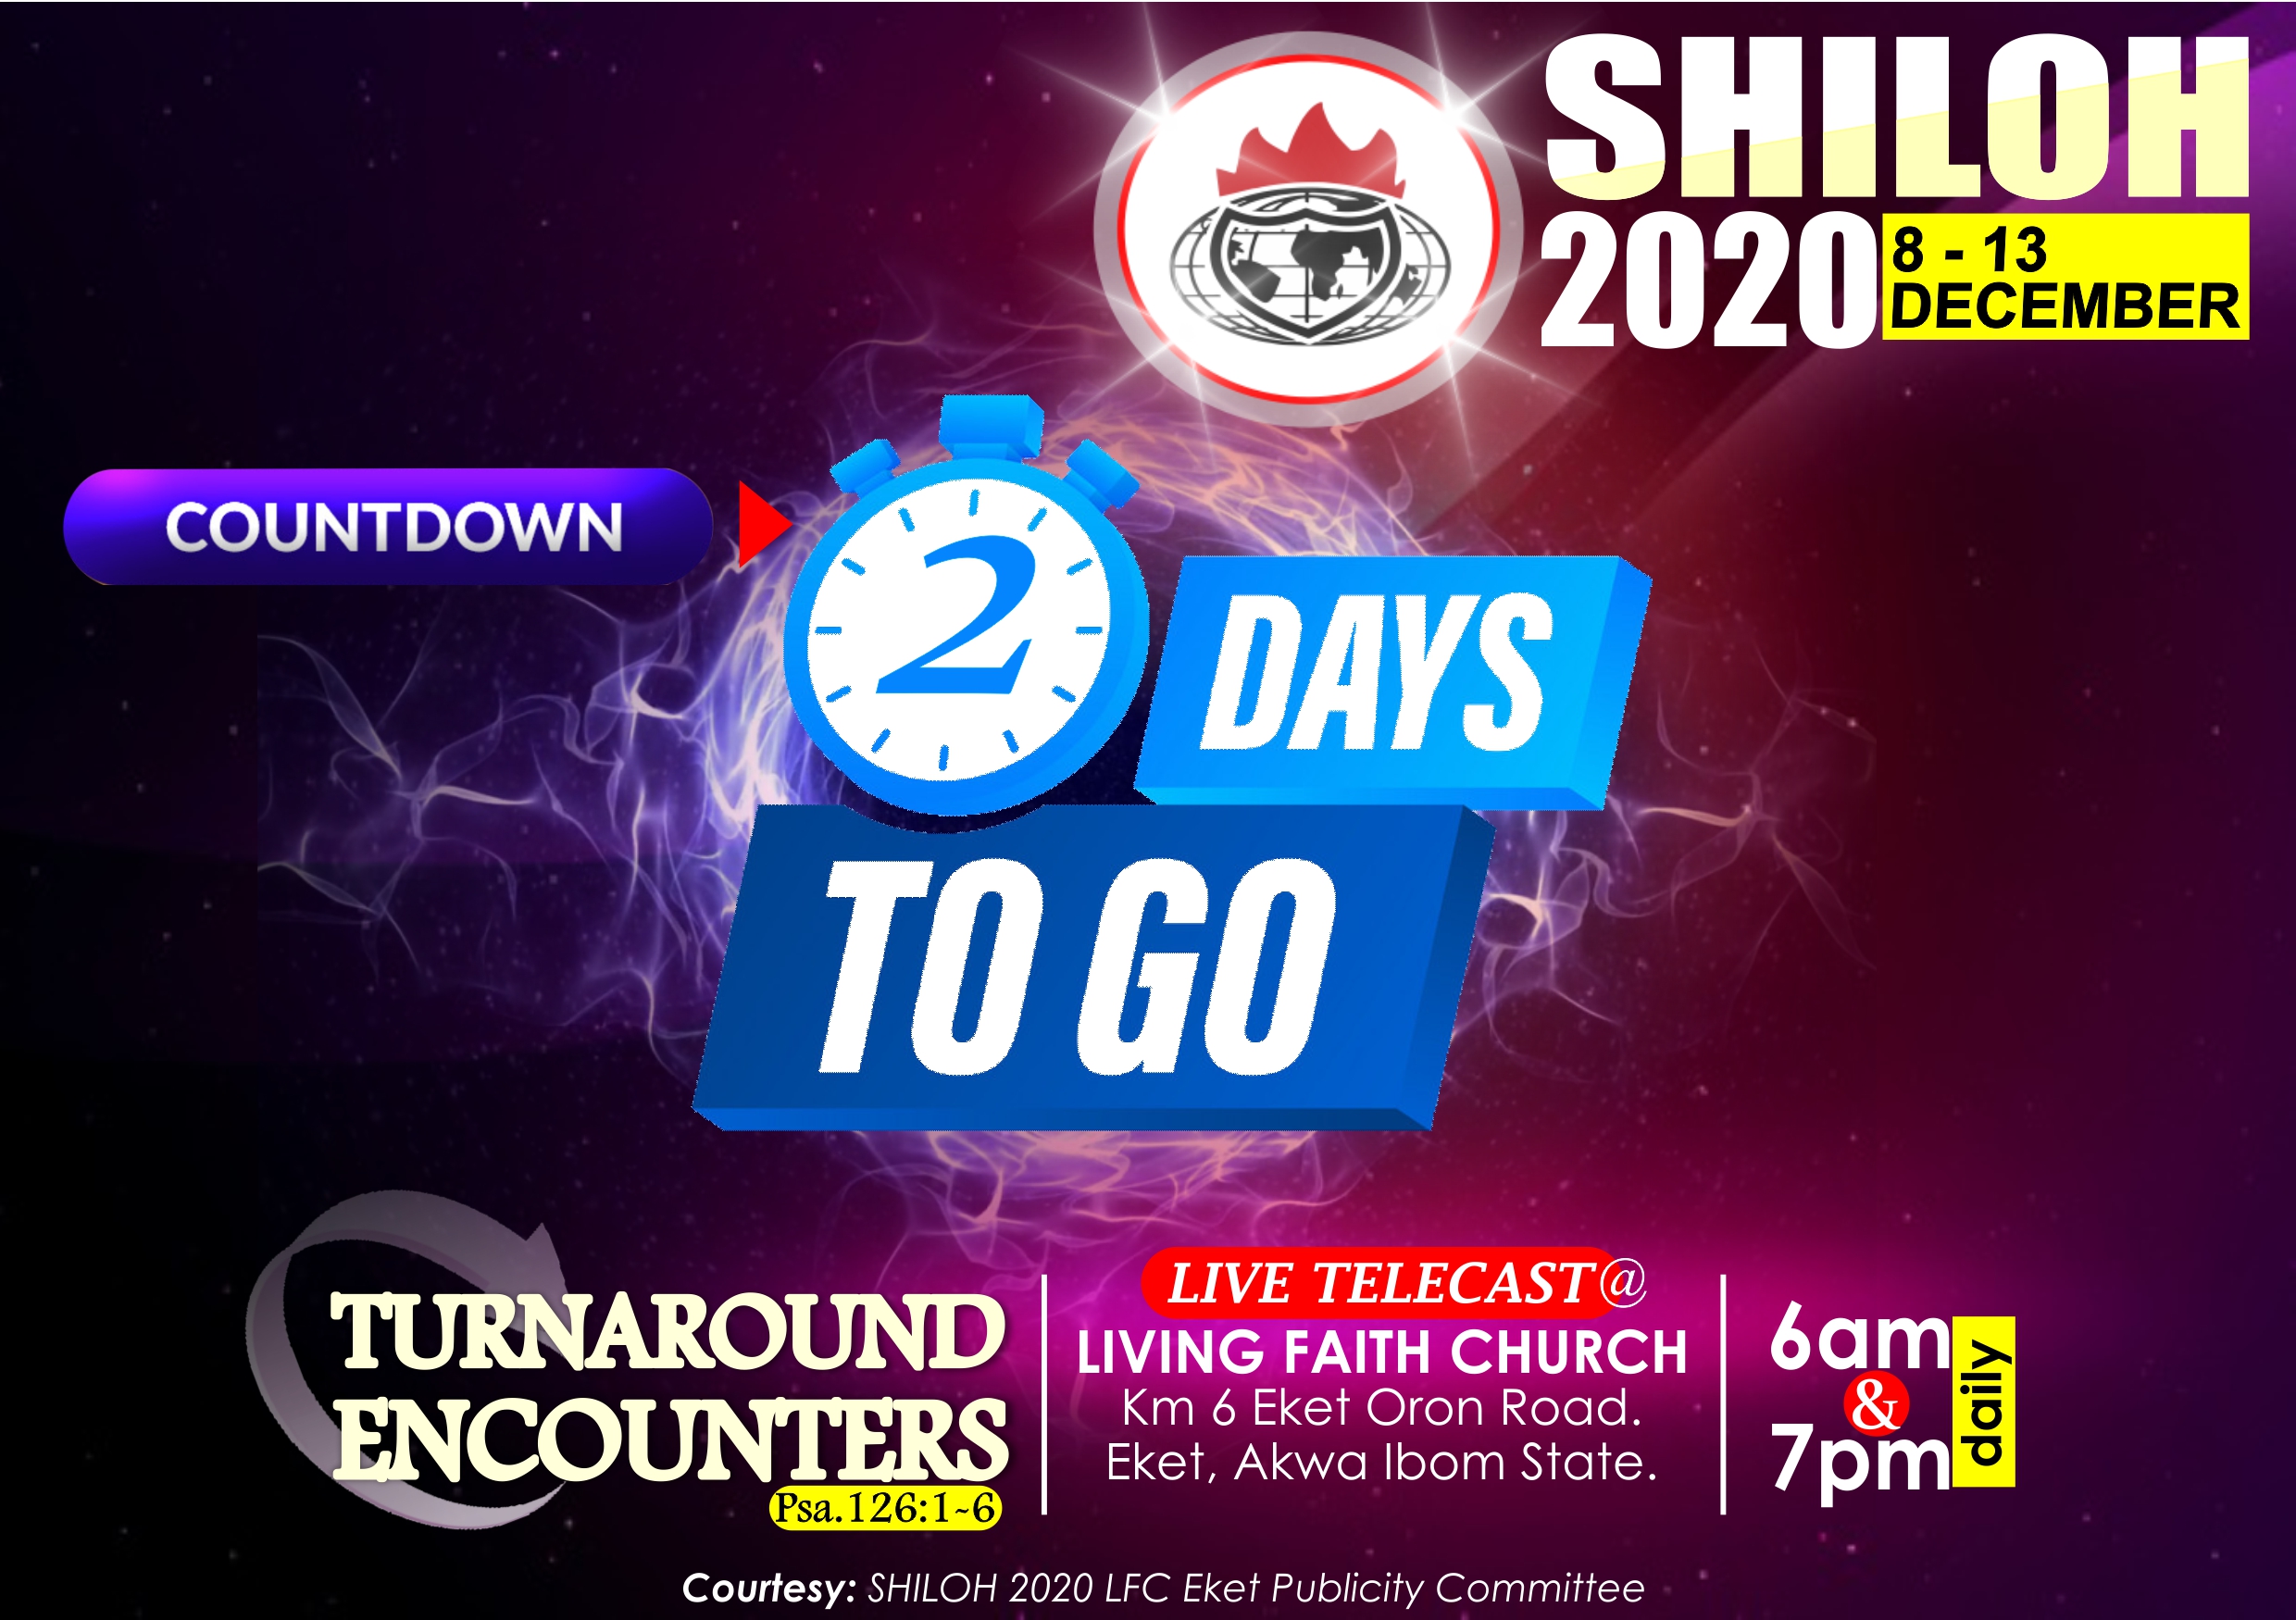 SHILOH
2020
8 - 13
DECEMBER
COUNTDOWN
2
DAYS
TO GO
TURNAROUND
ENCOUNTERS
Psa.126:1~6
LIVE TELECAST@
LIVING FAITH CHURCH
Km 6 Eket Oron Road.
Eket, Akwa Ibom State.
6am
&
7pm
daily
Courtesy: SHILOH 2020 LFC Eket Publicity Committee